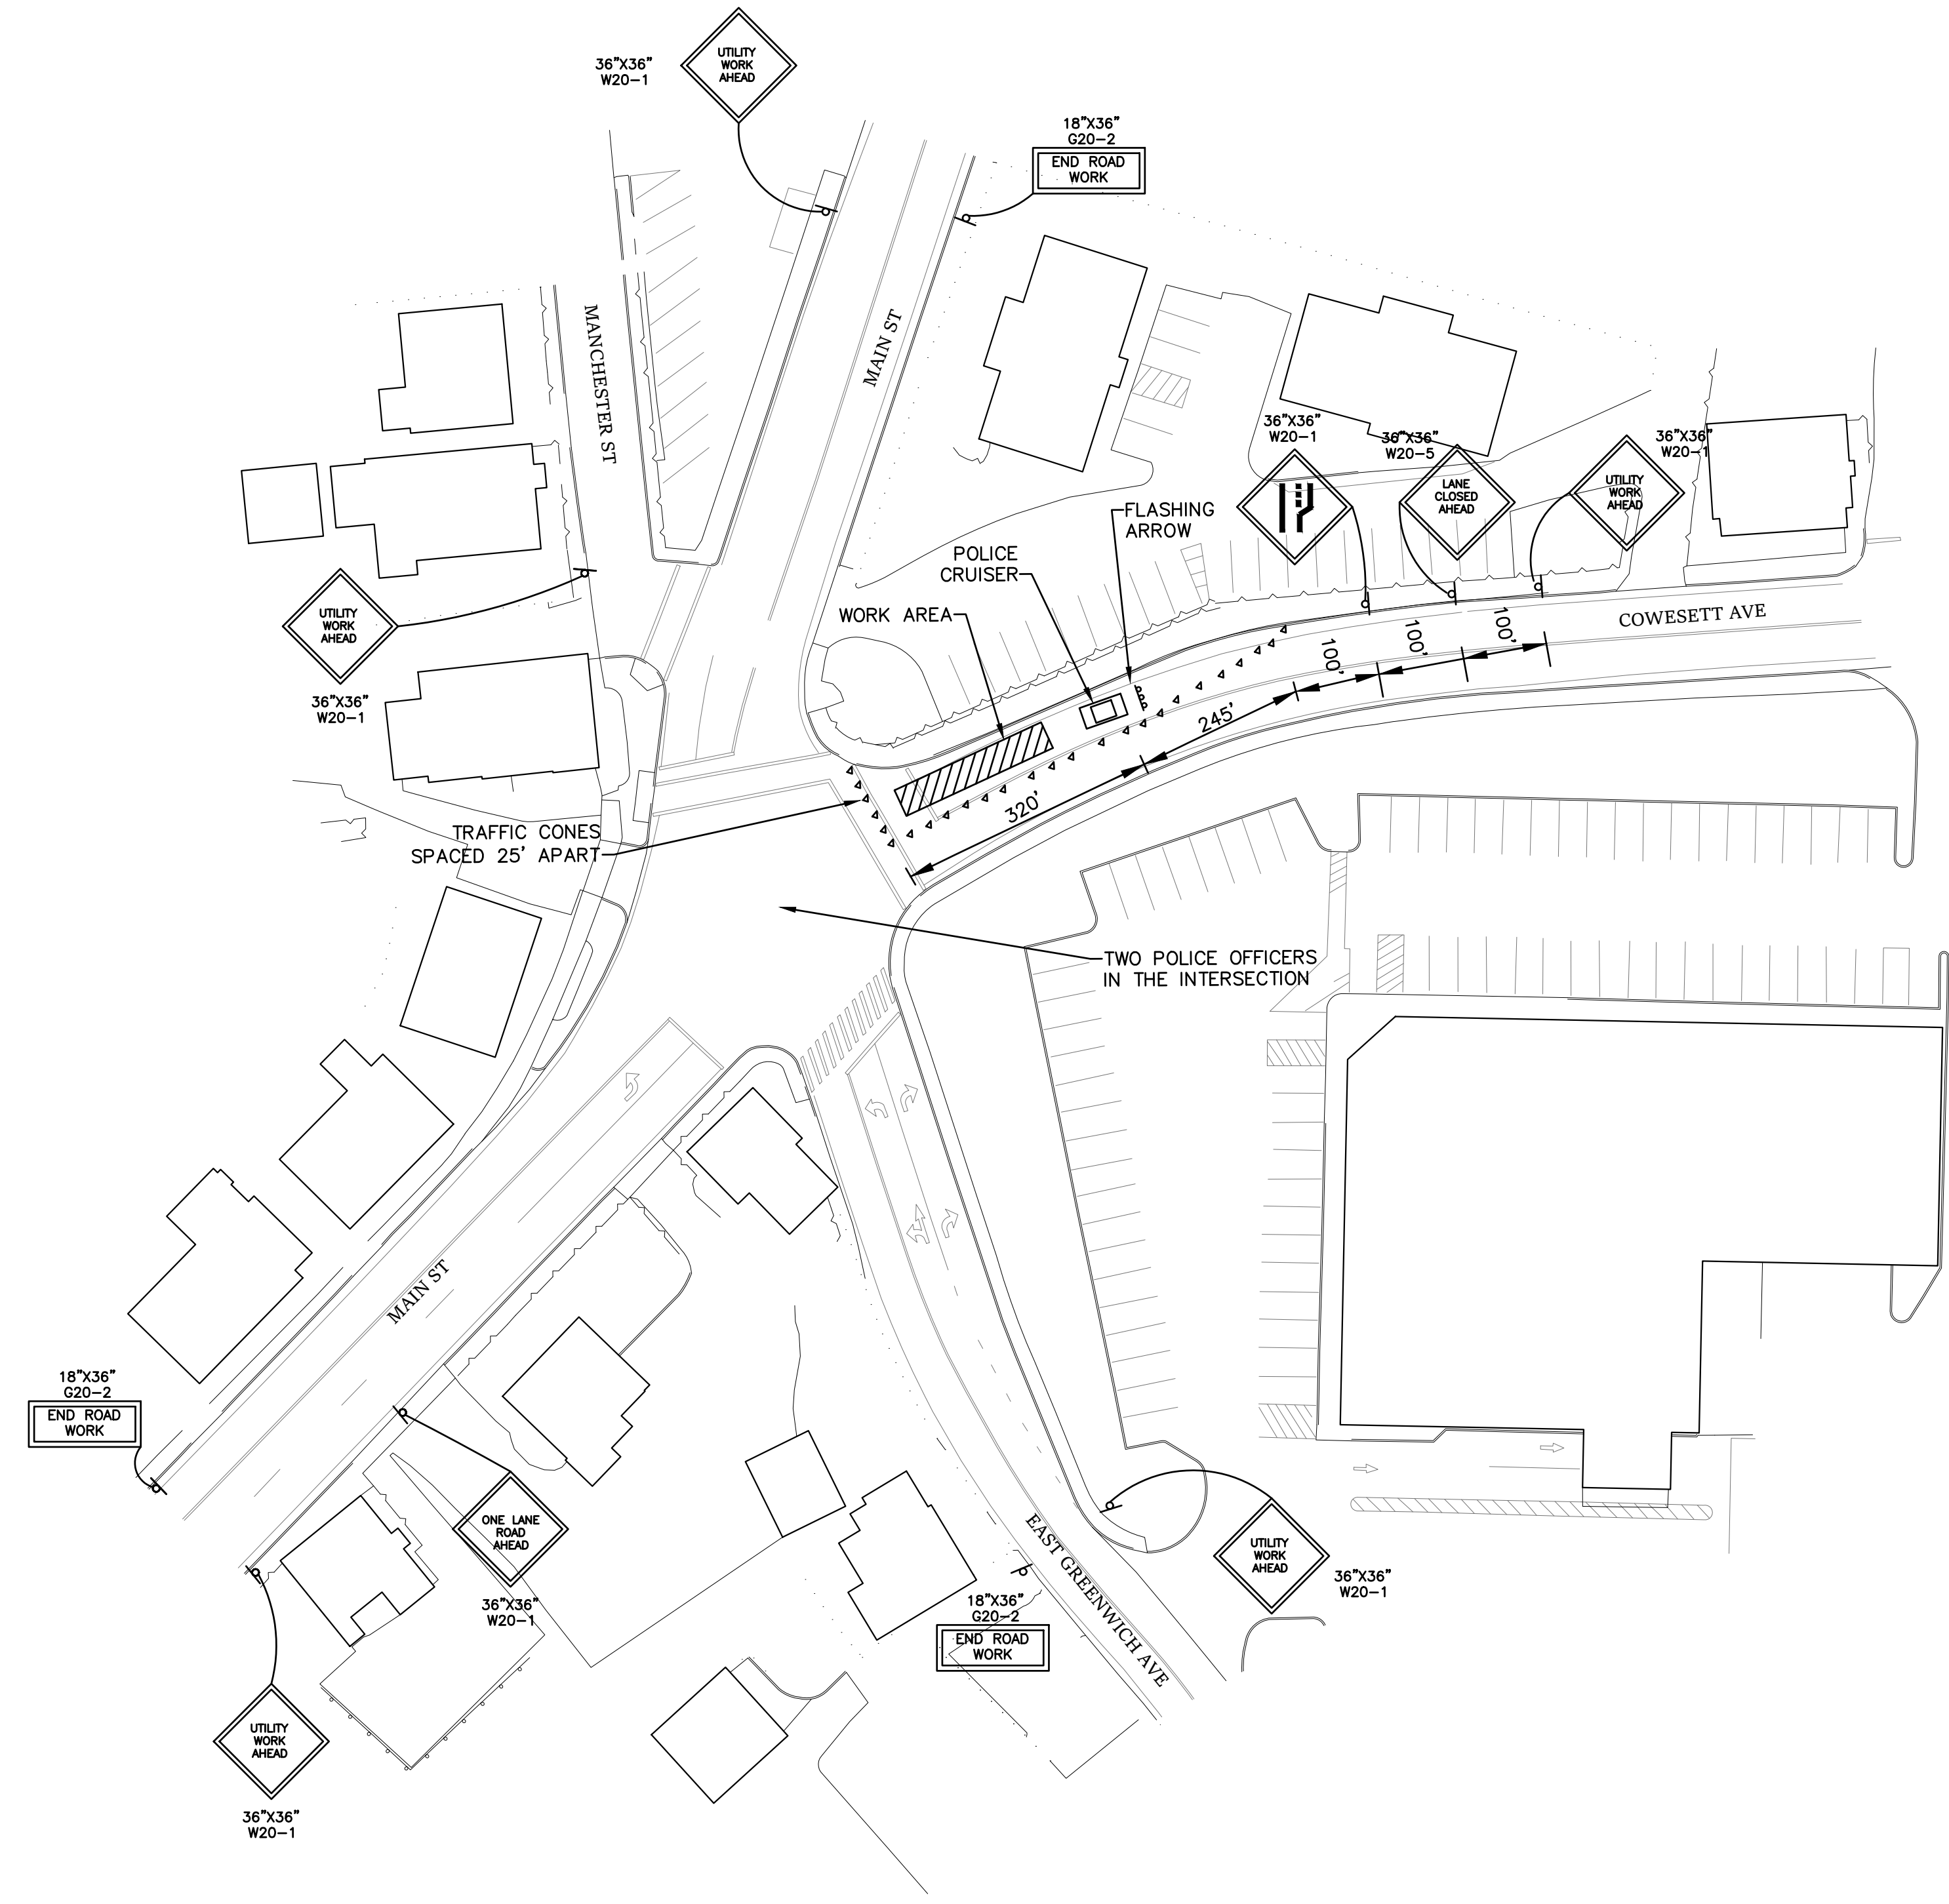 36"X36"
W20-1
UTILITY
WORK
AHEAD
18"X36"
G20-2
END ROAD
WORK
MANCHESTER ST
MAIN ST
36"X36"
W20-1
36"X36"
W20-5
LANE
CLOSED
AHEAD
36"X36"
W20-1
UTILITY
WORK
AHEAD
FLASHING
ARROW
POLICE
CRUISER
WORK AREA
UTILITY
WORK
AHEAD
36"X36"
W20-1
100'
100'
100'
COWESETT AVE
245'
320'
TRAFFIC CONES
SPACED 25' APART
TWO POLICE OFFICERS
IN THE INTERSECTION
MAIN ST
18"X36"
G20-2
END ROAD
WORK
ONE LANE
ROAD
AHEAD
36"X36"
W20-1
EAST GREENWICH AVE
UTILITY
WORK
AHEAD
36"X36"
W20-1
18"X36"
G20-2
END ROAD
WORK
UTILITY
WORK
AHEAD
36"X36"
W20-1